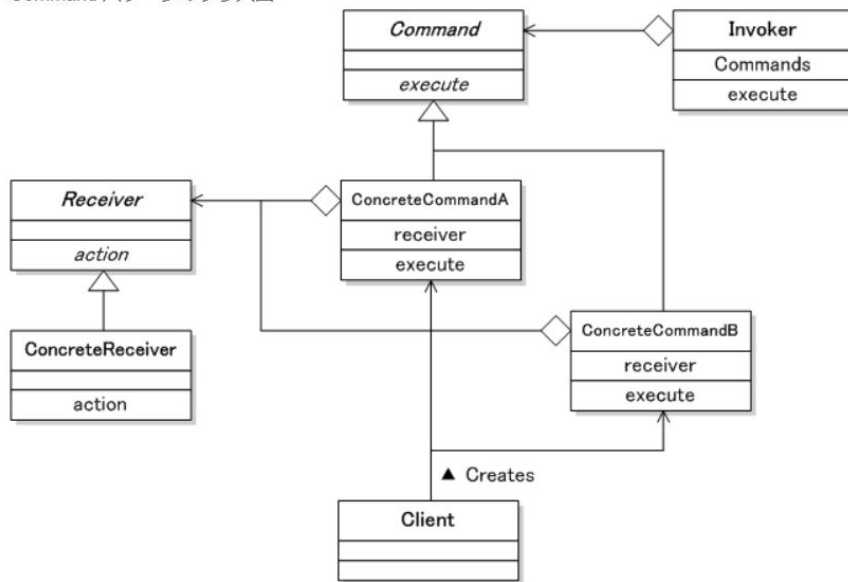 Command
execute
Invoker
Commands
execute
Receiver
action
ConcreteCommandA
receiver
execute
ConcreteReceiver
action
ConcreteCommandB
receiver
execute
▲ Creates
Client